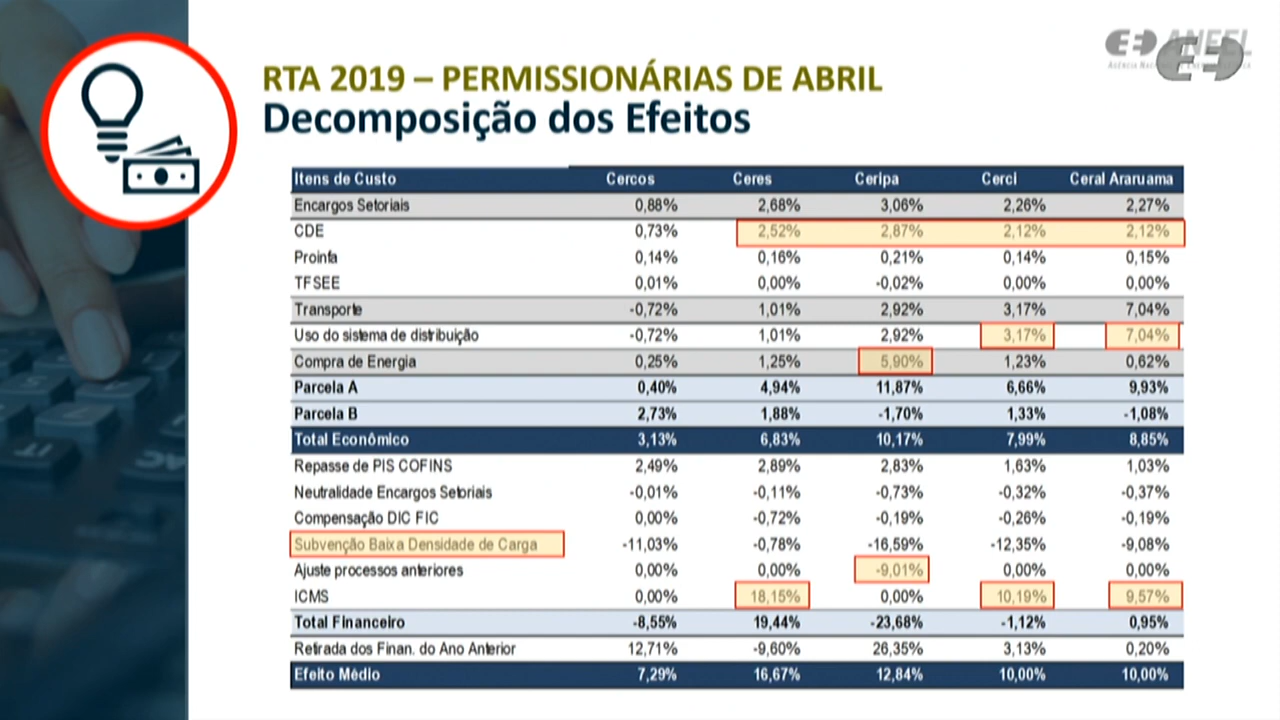 ANEEL
RTA 2019 – PERMISSIONÁRIAS DE ABRIL
Decomposição dos Efeitos
Itens de Custo Cercos Ceres Ceripa Cerci Ceral Araruama
Encargos Setoriais 0,88% 2,68% 3,06% 2,26% 2,27%
CDE 0,73% 2,52% 2,87% 2,12% 2,12%
Proinfa 0,14% 0,16% 0,21% 0,14% 0,15%
TFSEE 0,01% 0,00% -0,02% 0,00% 0,00%
Transporte -0,72% 1,01% 2,92% 3,17% 7,04%
Uso do sistema de distribuição -0,72% 1,01% 2,92% 3,17% 7,04%
Compra de Energia 0,25% 1,25% 5,90% 1,23% 0,62%
Parcela A 0,40% 4,94% 11,87% 6,66% 9,93%
Parcela B 2,73% 1,88% -1,70% 1,33% -1,08%
Total Econômico 3,13% 6,83% 10,17% 7,99% 8,85%
Repasse de PIS COFINS 2,49% 2,89% 2,83% 1,63% 1,03%
Neutralidade Encargos Setoriais -0,01% -0,11% -0,73% -0,32% -0,37%
Compensação DIC FIC 0,00% -0,72% -0,19% -0,26% -0,19%
Subvenção Baixa Densidade de Carga -11,03% -0,78% -16,59% -12,35% -9,08%
Ajuste processos anteriores 0,00% 0,00% -9,01% 0,00% 0,00%
ICMS 0,00% 18,15% 0,00% 10,19% 9,57%
Total Financeiro -8,55% 19,44% -23,68% -1,12% 0,95%
Retirada dos Finan. do Ano Anterior 12,71% -9,60% 26,35% 3,13% 0,20%
Efeito Médio 7,29% 16,67% 12,84% 10,00% 10,00%